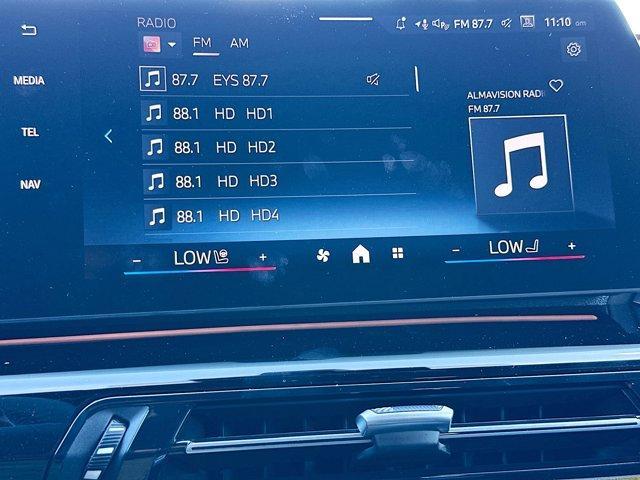 RADIO
FM 87.7 11:10 am
FM AM
MEDIA
87.7 EYS 87.7
ALMAVISION RADI
FM 87.7
88.1 HD HD1
TEL
88.1 HD HD2
NAV
88.1 HD HD3
88.1 HD HD4
- LOW +
- LOW +